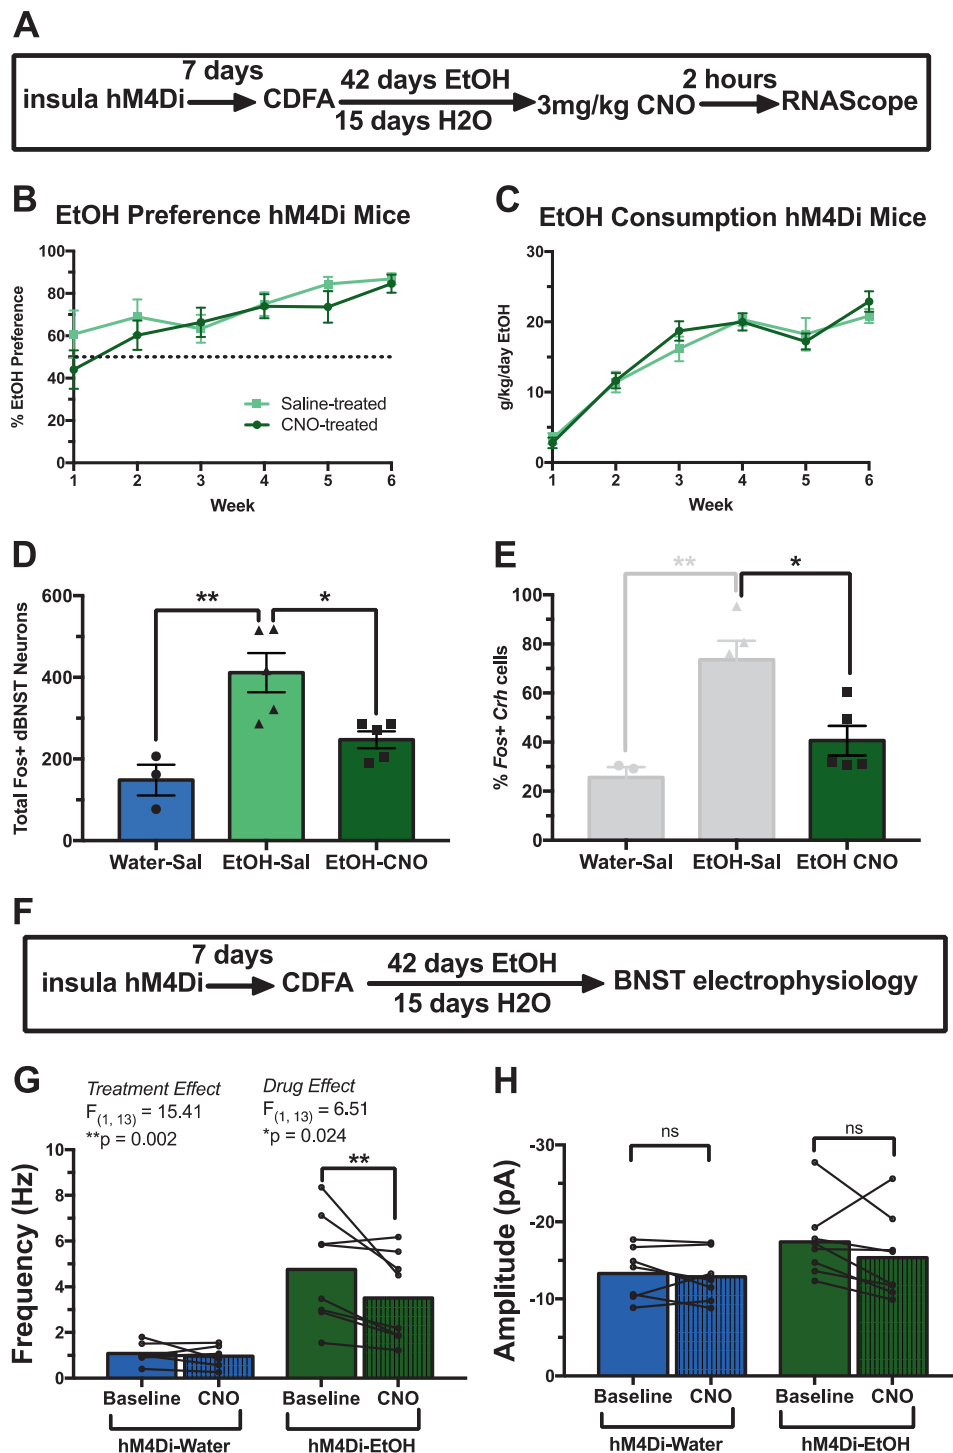 A
7 days
42 days EtOH
2 hours
insula hM4Di
CDFA
3mg/kg CNO
RNAScope
15 days H2O
B
EtOH Preference hM4Di Mice
100
80
60
40
20
0
% EtOH Preference
Saline-treated
CNO-treated
1 2 3 4 5 6
Week
C
EtOH Consumption hM4Di Mice
30
20
10
0
g/kg/day EtOH
1 2 3 4 5 6
Week
D
600
400
200
0
Total Fos+ dBNST Neurons
**
*
Water-Sal EtOH-Sal EtOH-CNO
E
100
80
60
40
20
0
% Fos+ Crh cells
**
*
Water-Sal EtOH-Sal EtOH CNO
F
7 days
42 days EtOH
insula hM4Di
CDFA
BNST electrophysiology
15 days H2O
G
Treatment Effect
F(1, 13) = 15.41
**p = 0.002
Drug Effect
F(1, 13) = 6.51
*p = 0.024
10
8
6
4
2
0
Frequency (Hz)
**
Baseline CNO Baseline CNO
hM4Di-Water hM4Di-EtOH
H
-30
-20
-10
0
Amplitude (pA)
ns
ns
Baseline CNO Baseline CNO
hM4Di-Water hM4Di-EtOH